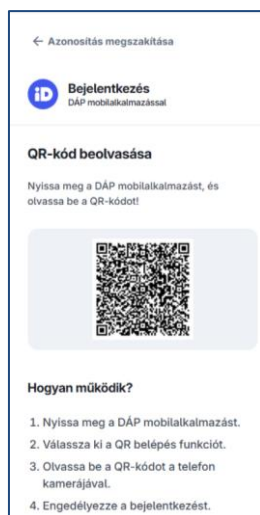 ← Azonosítás megszakítása
iD
Bejelentkezés
DÁP mobilalkalmazással
QR-kód beolvasása
Nyissa meg a DÁP mobilalkalmazást, és
olvassa be a QR-kódot!
Hogyan működik?
1. Nyissa meg a DÁP mobilalkalmazást.
2. Válassza ki a QR belépés funkciót.
3. Olvassa be a QR-kódot a telefon
kamerájával.
4. Engedélyezze a bejelentkezést.